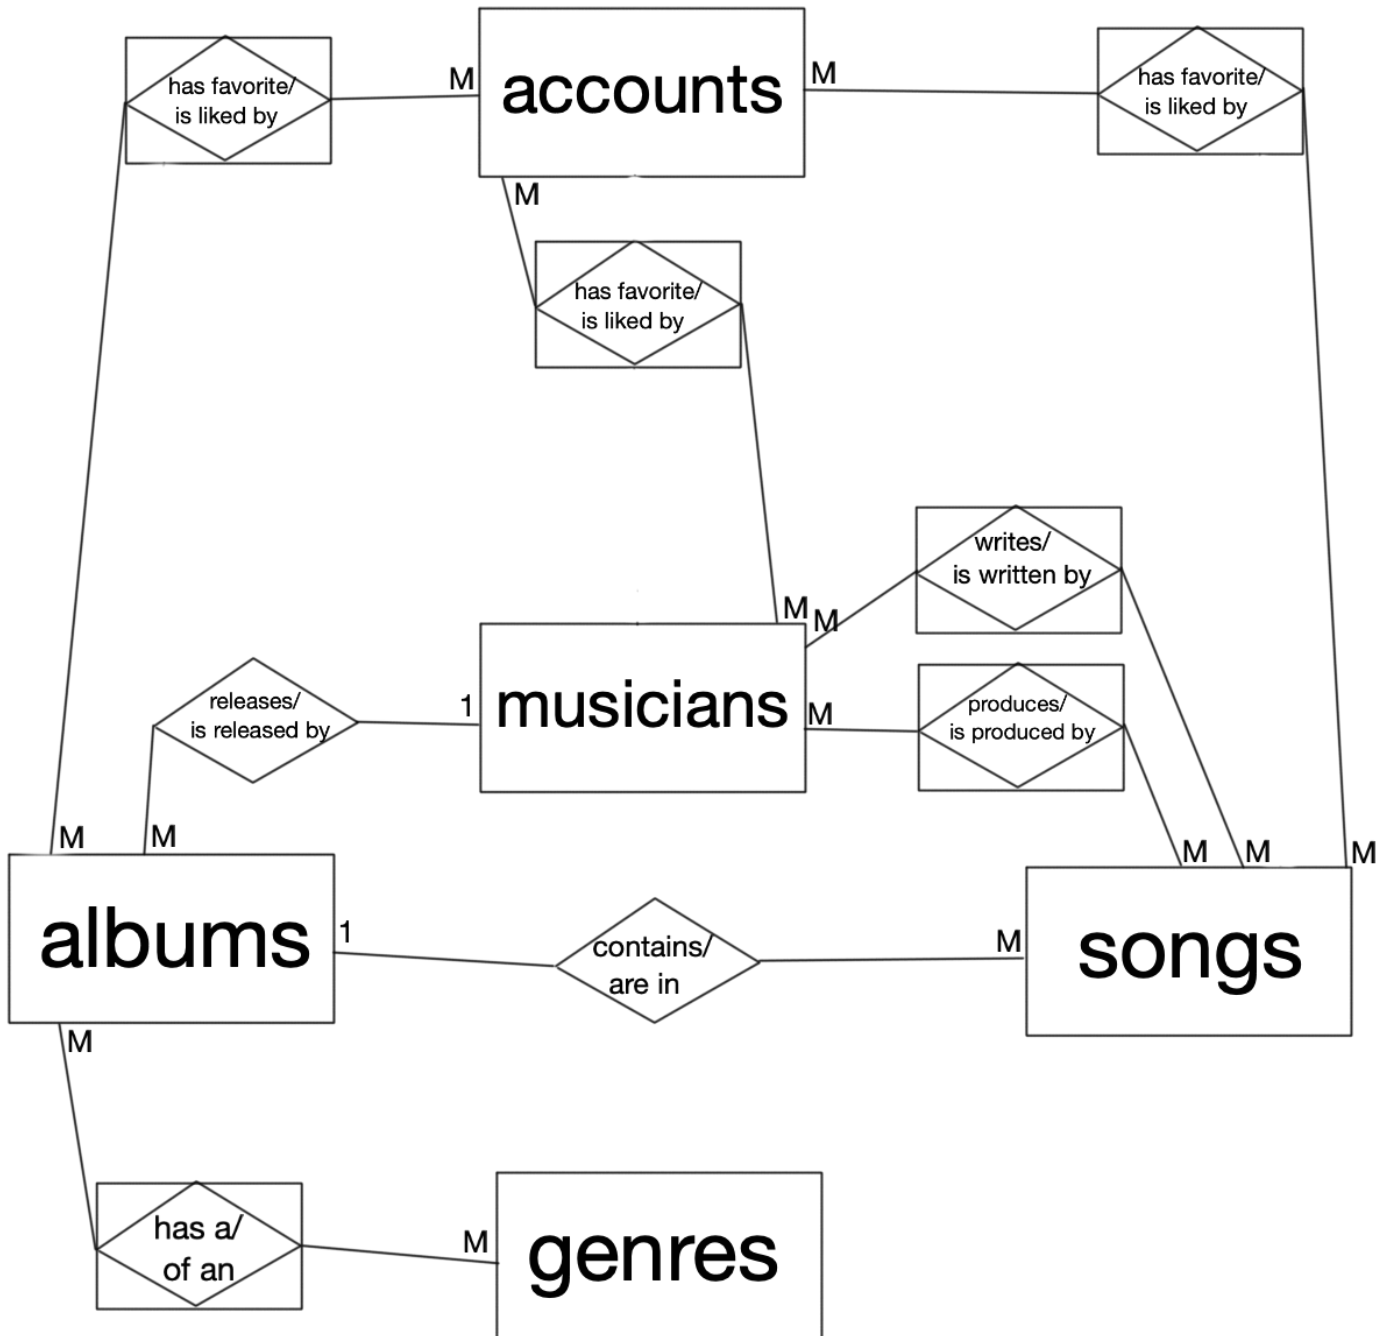 has favorite/
is liked by
M
accounts
M
has favorite/
is liked by
M
has favorite/
is liked by
writes/
is written by
M
M
releases/
is released by
1
musicians
M
produces/
is produced by
M
M
M
M
M
albums
1
contains/
are in
M
songs
M
has a/
of an
M
genres